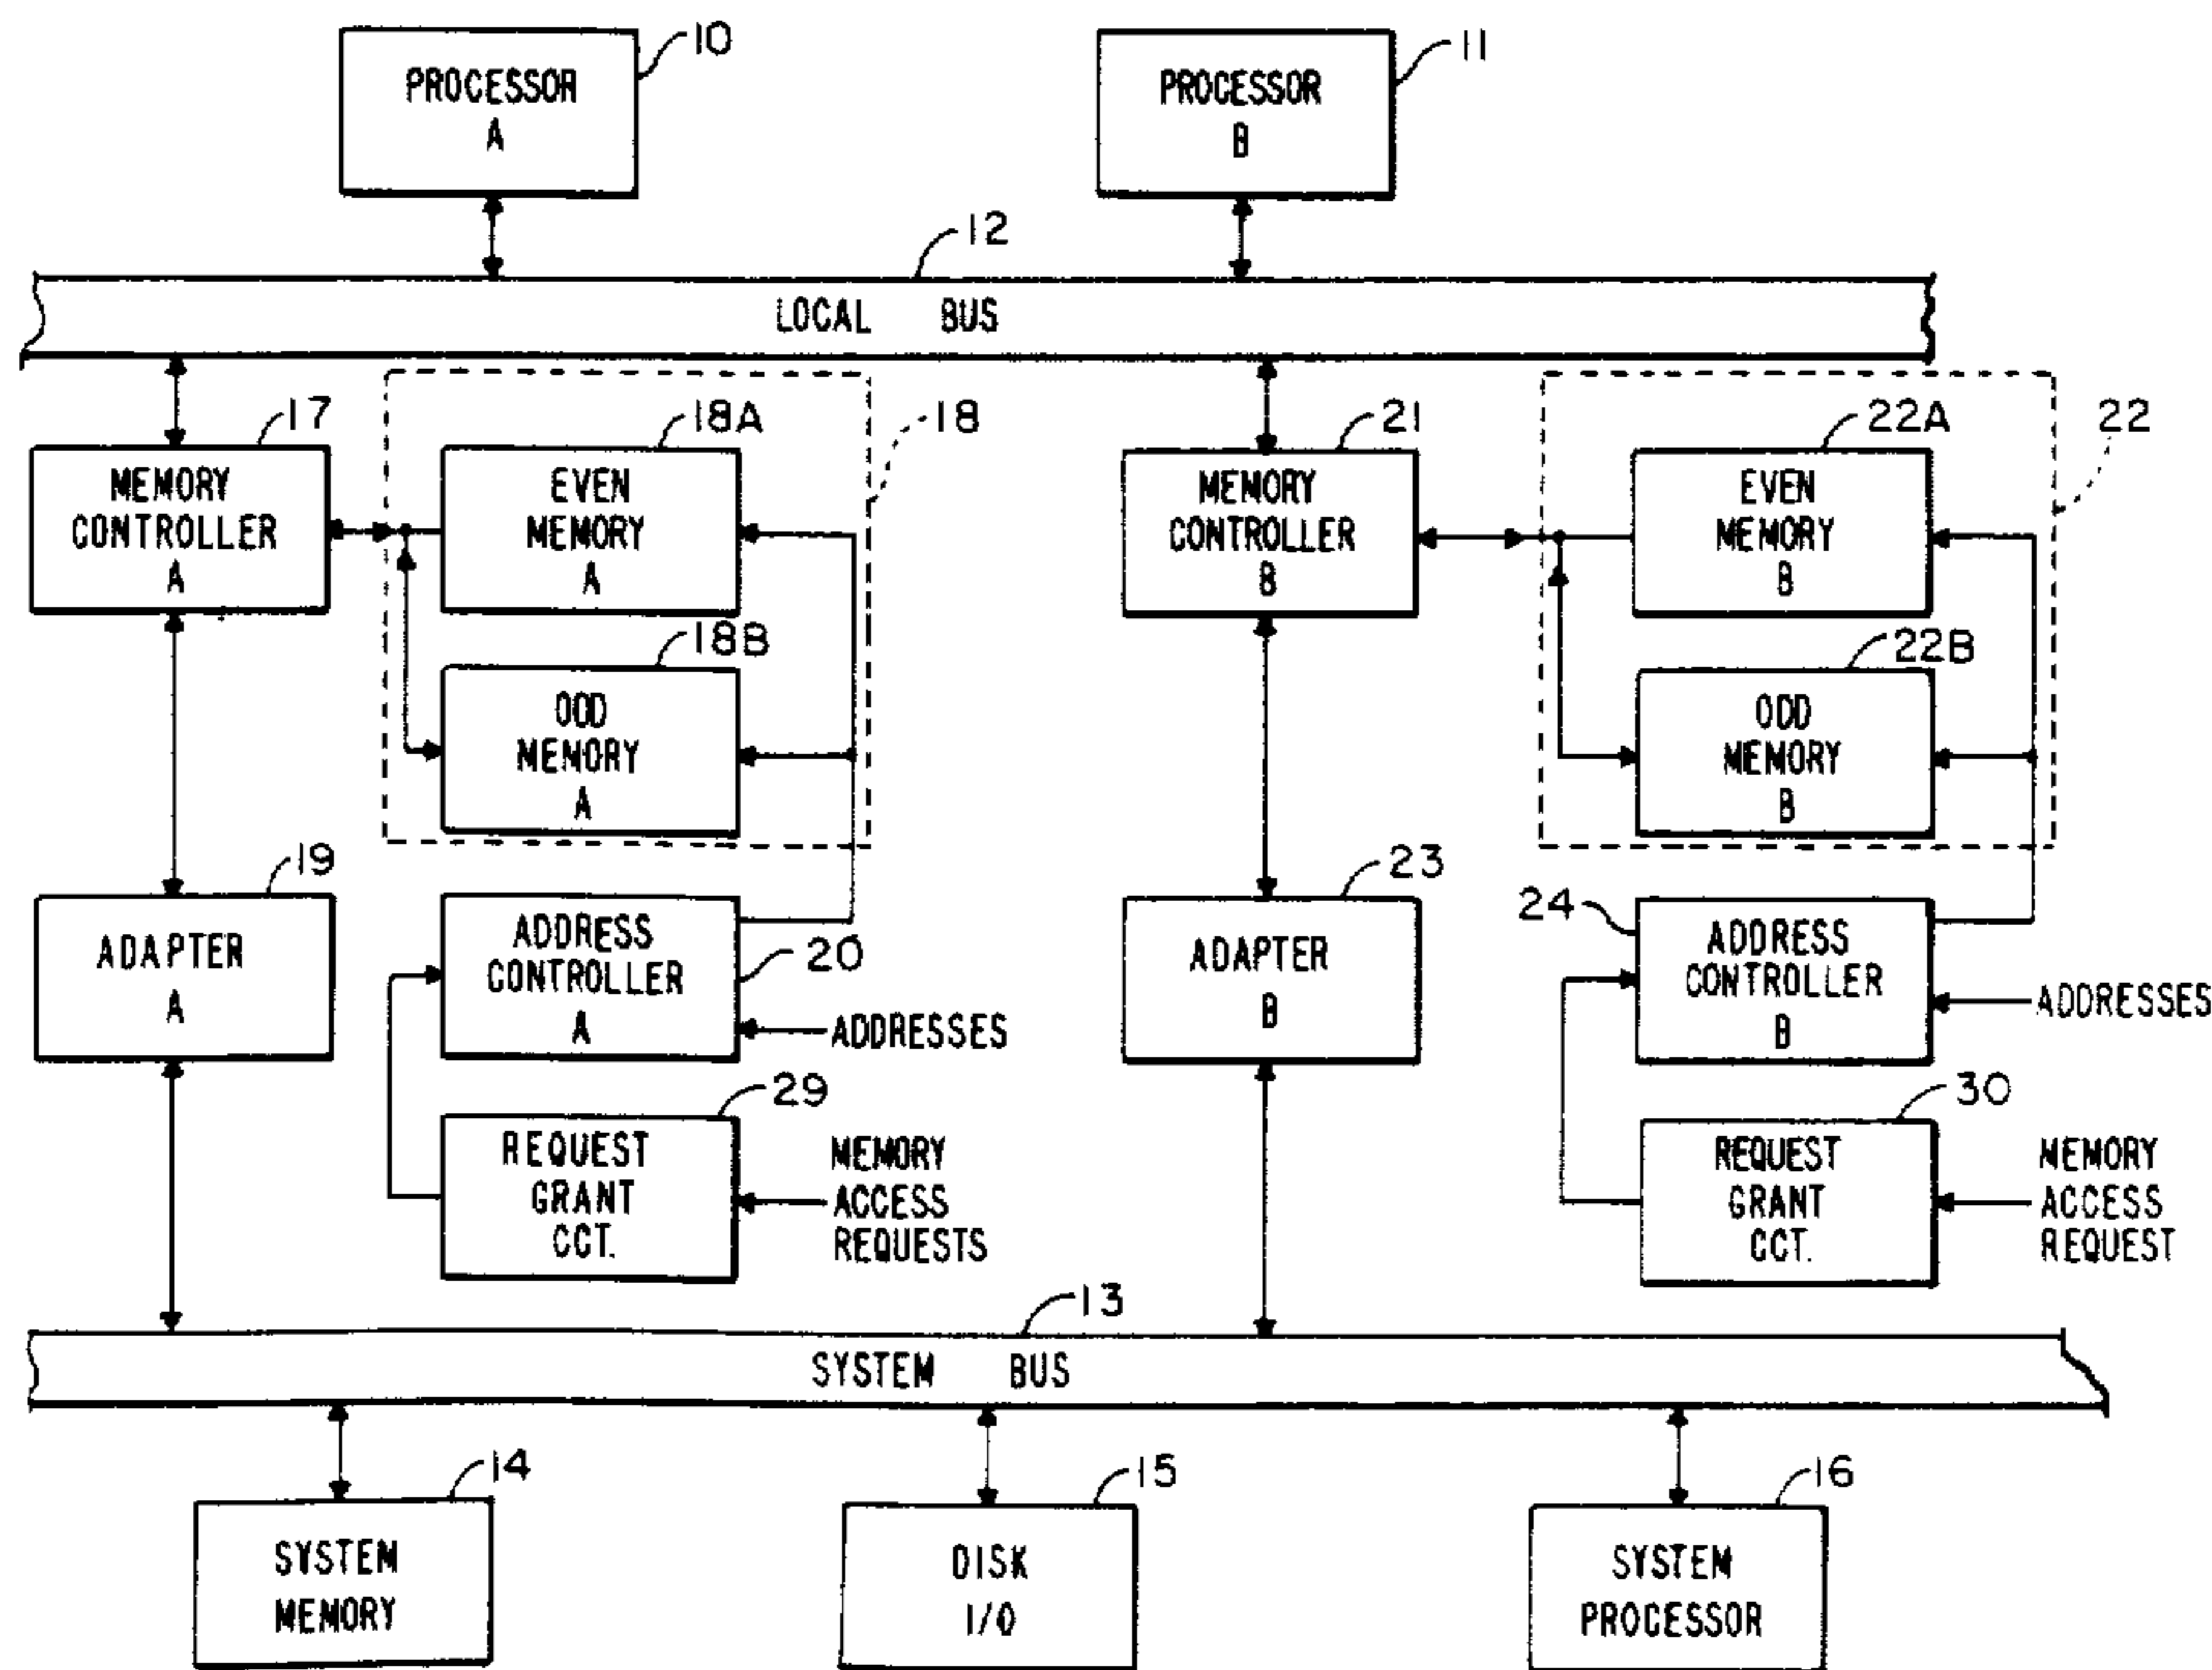 10
PROCESSOR
A
11
PROCESSOR
B
12
LOCAL BUS
17
MEMORY
CONTROLLER
A
18A
EVEN
MEMORY
A
18
18B
ODD
MEMORY
A
21
MEMORY
CONTROLLER
B
22A
EVEN
MEMORY
B
22
22B
ODD
MEMORY
B
19
ADAPTER
A
ADDRESS
CONTROLLER
A
20
ADDRESSES
29
REQUEST
GRANT
CCT.
MEMORY
ACCESS
REQUESTS
23
ADAPTER
B
24
ADDRESS
CONTROLLER
B
ADDRESSES
30
REQUEST
GRANT
CCT.
MEMORY
ACCESS
REQUEST
13
SYSTEM BUS
14
SYSTEM
MEMORY
15
DISK
I/O
16
SYSTEM
PROCESSOR